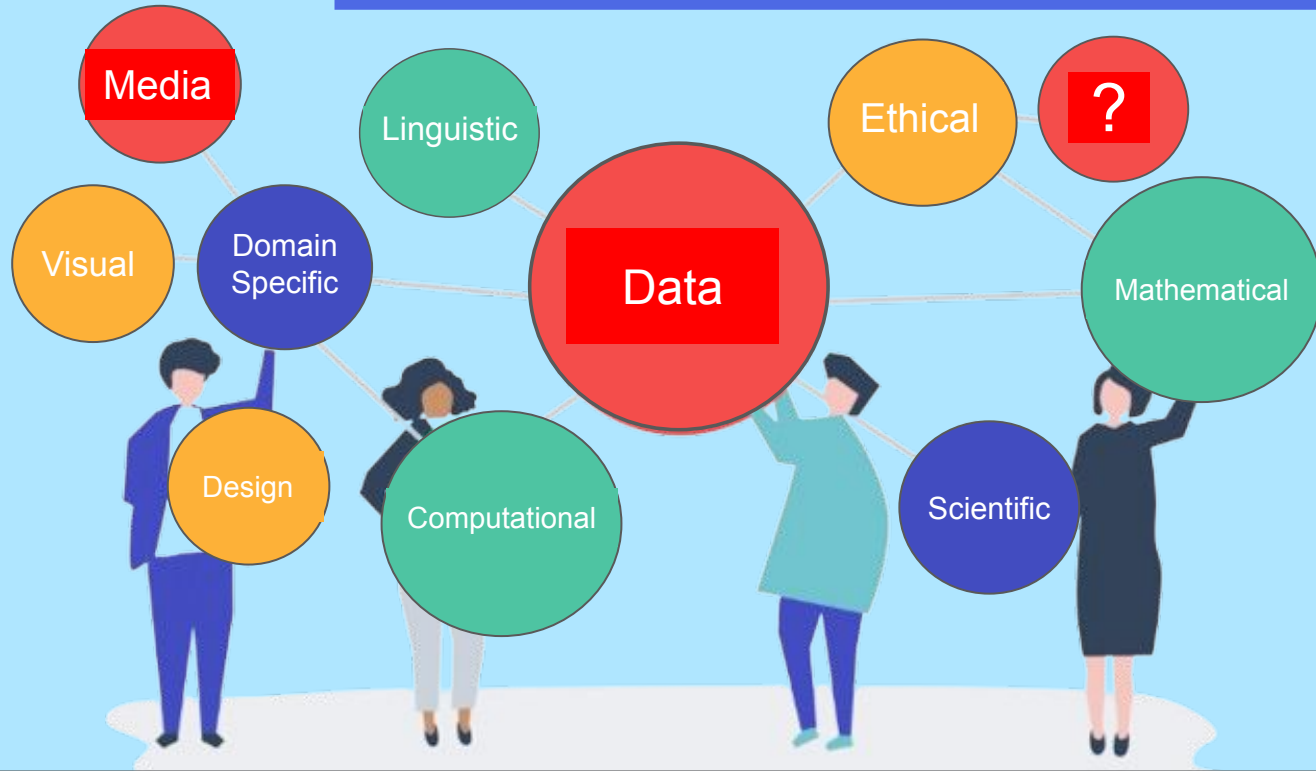 Media
Linguistic
Ethical
?
Visual
Domain
Specific
Data
Mathematical
Design
Computational
Scientific